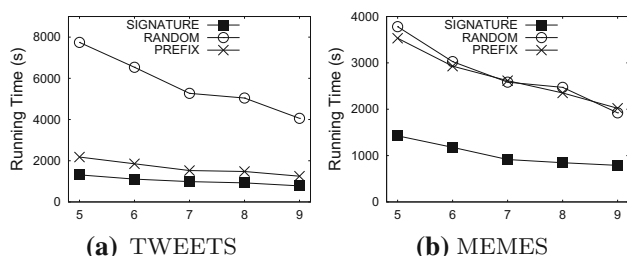 SIGNATURE
RANDOM
PREFIX
Running Time (s)
8000
6000
4000
2000
0
5 6 7 8 9
(a) TWEETS
SIGNATURE
RANDOM
PREFIX
Running Time (s)
4000
3000
2000
1000
0
5 6 7 8 9
(b) MEMES